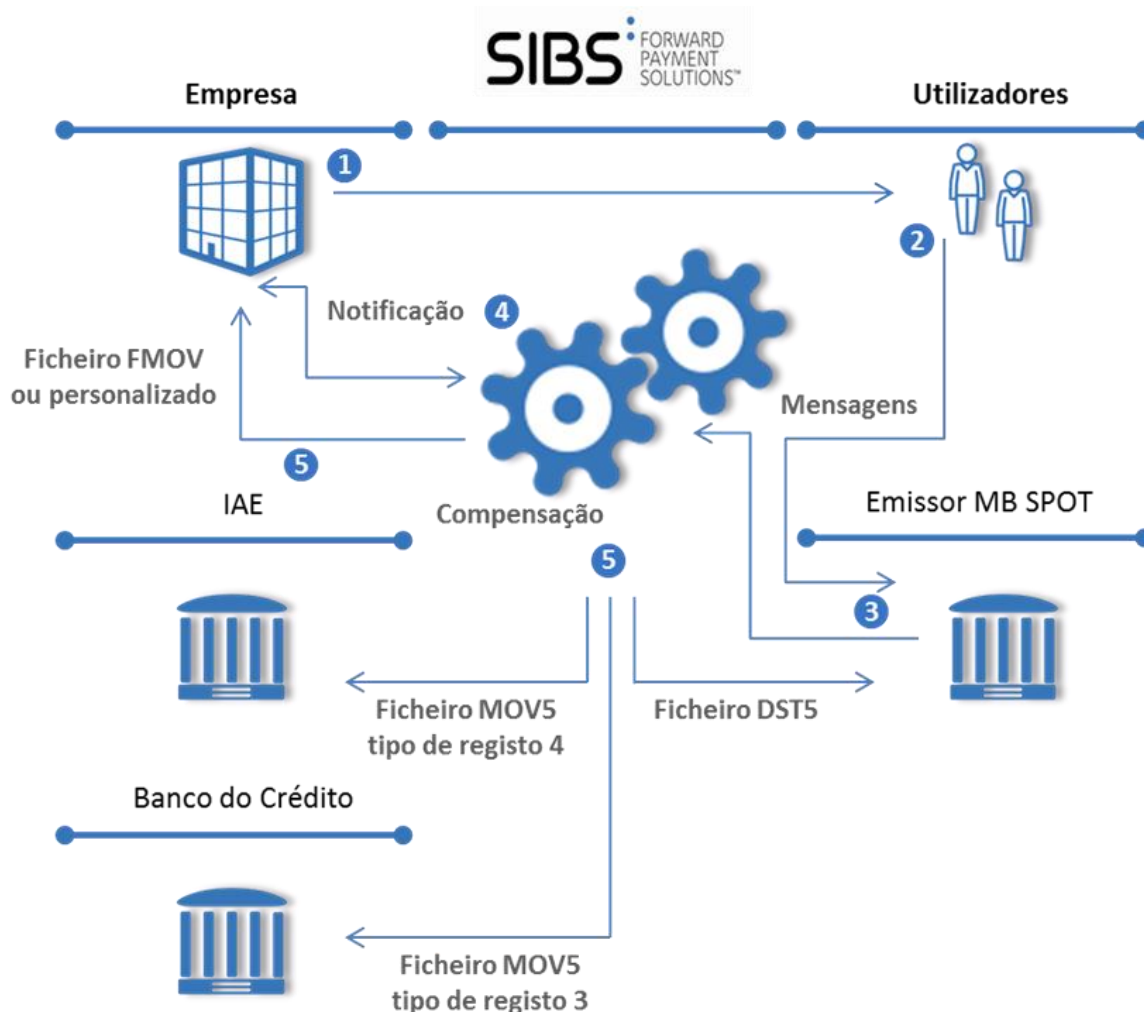 SIBS FORWARD
PAYMENT
SOLUTIONS™
Empresa
Utilizadores
1
2
Notificação
4
Ficheiro FMOV
ou personalizado
Mensagens
5
IAE
Compensação
Emissor MB SPOT
5
3
Ficheiro MOV5
tipo de registo 4
Ficheiro DST5
Banco do Crédito
Ficheiro MOV5
tipo de registo 3